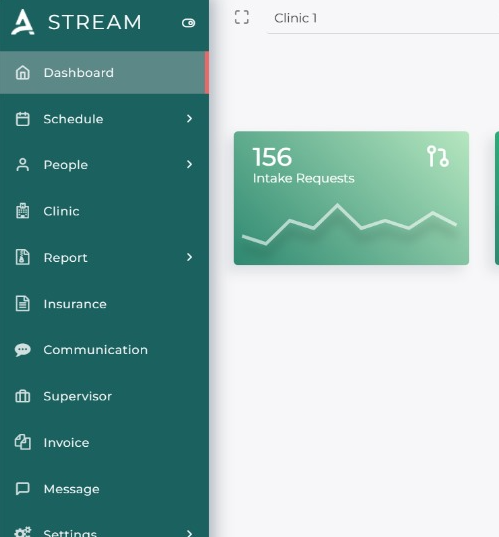 STREAM
Dashboard
Schedule
People
Clinic
Report
Insurance
Communication
Supervisor
Invoice
Message
Settings
Clinic 1
156
Intake Requests